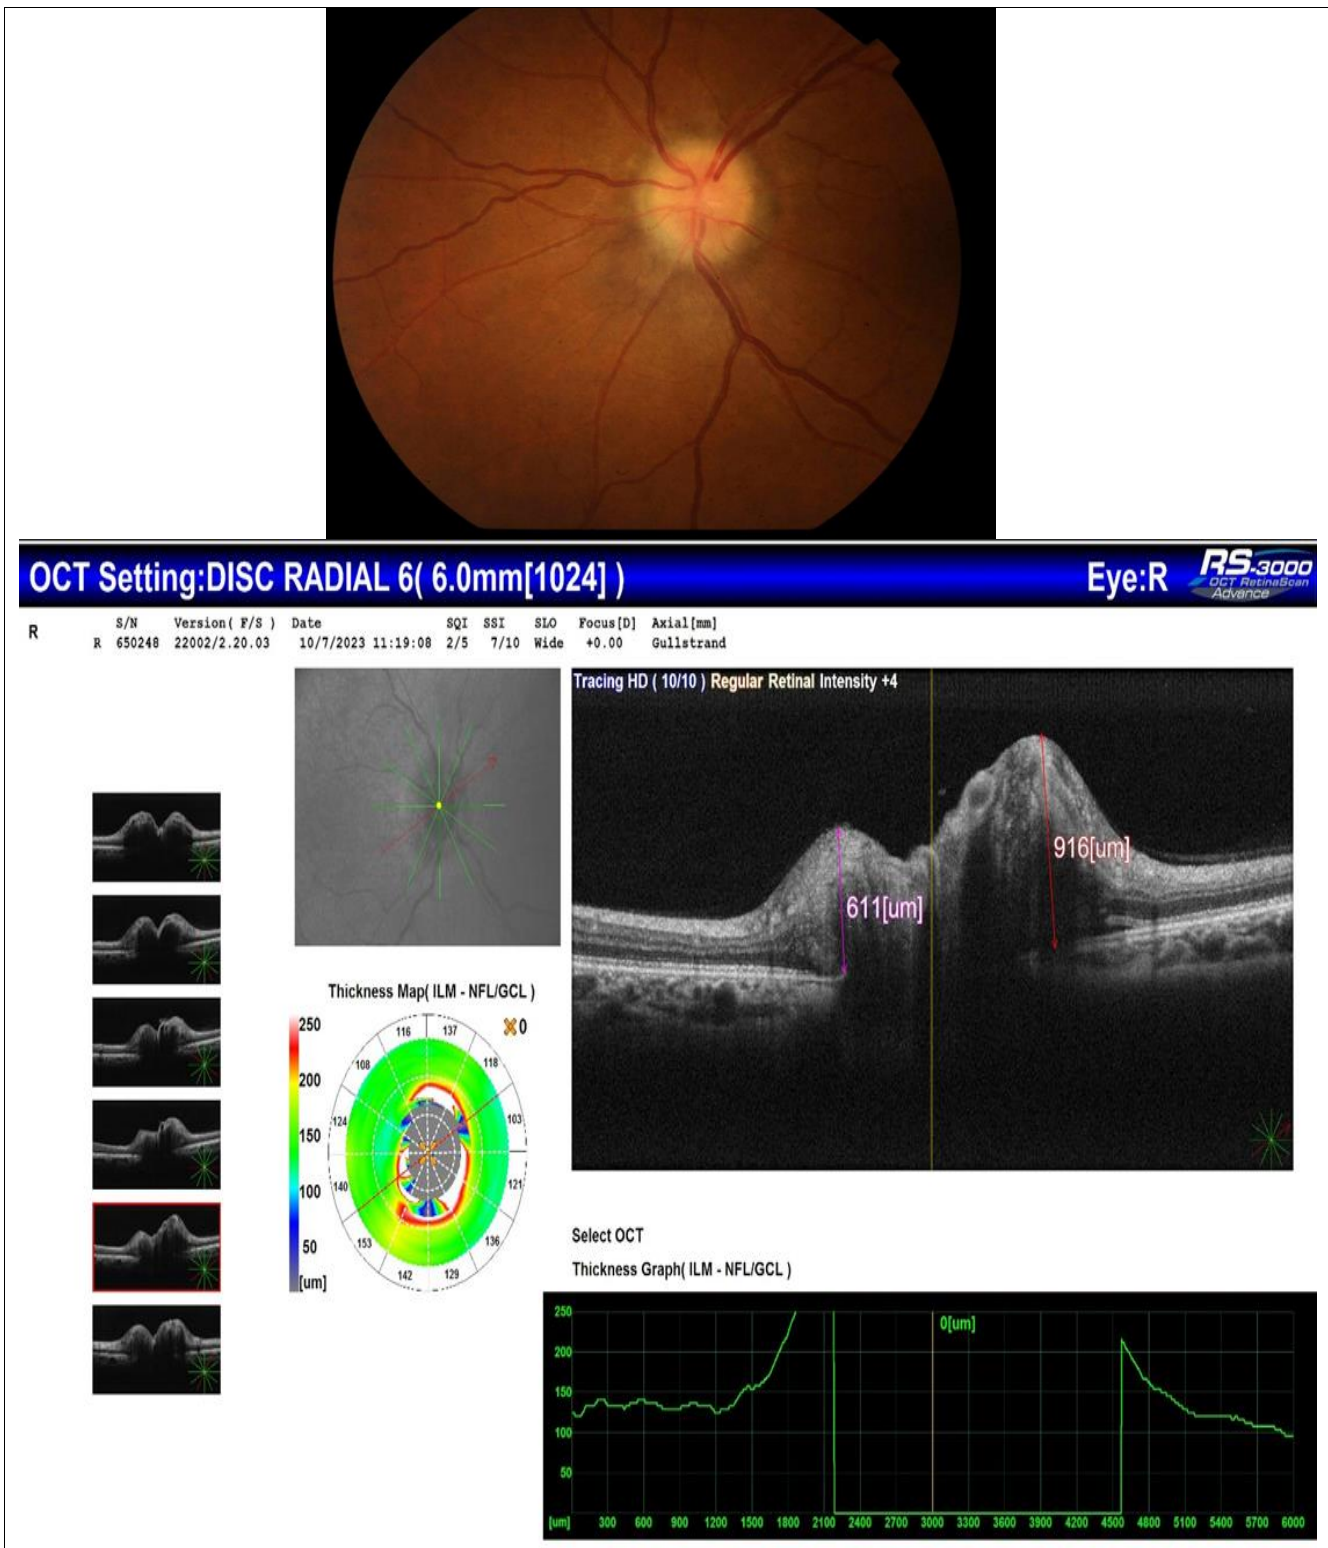 OCT Setting:DISC RADIAL 6( 6.0mm[1024] )
Eye:R
RS-3000
OCT RetinaScan
Advance
R
S/N Version( F/S ) Date SQI SSI SLO Focus[D] Axial[mm]
R 650248 22002/2.20.03 10/7/2023 11:19:08 2/5 7/10 Wide +0.00 Gullstrand
Tracing HD ( 10/10 ) Regular Retinal Intensity +4
916[um]
611[um]
Thickness Map( ILM - NFL/GCL )
0
250
200
150
100
50
[um]
116
137
108
118
124
103
140
121
153
136
142
129
Select OCT
Thickness Graph( ILM - NFL/GCL )
250
0[um]
200
150
100
50
[um] 300 600 900 1200 1500 1800 2100 2400 2700 3000 3300 3600 3900 4200 4500 4800 5100 5400 5700 6000